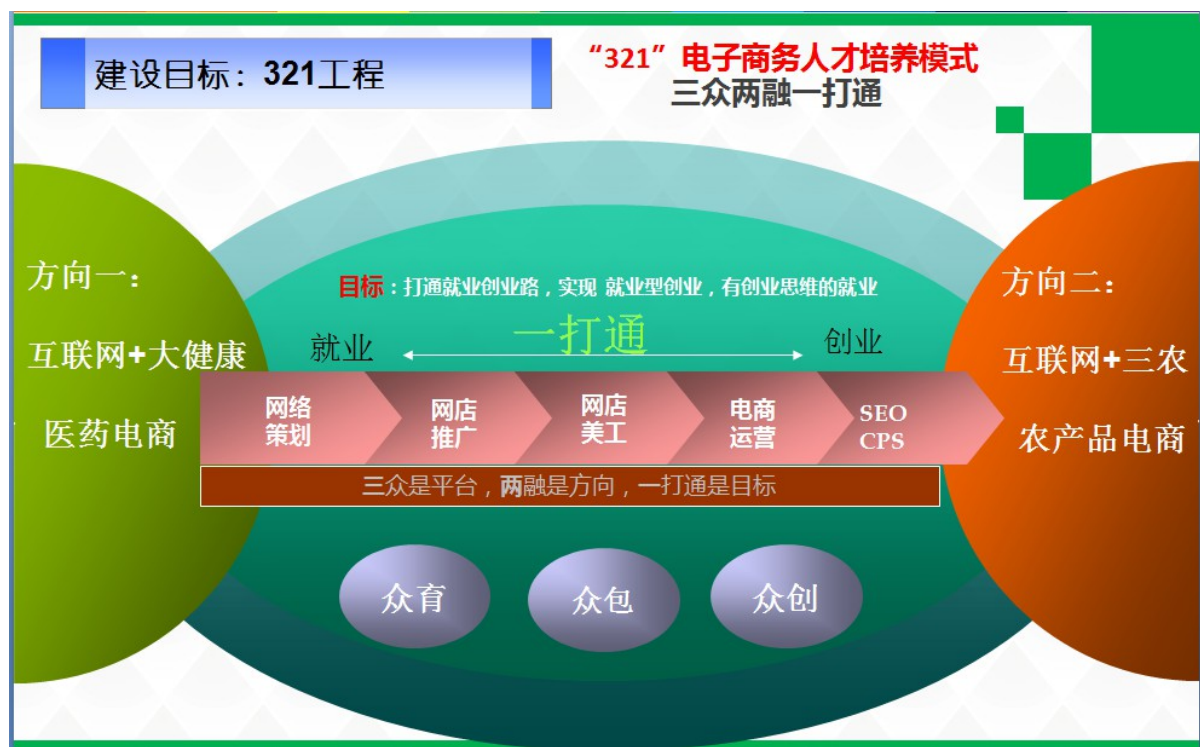 建设目标：321工程
“321”电子商务人才培养模式
三众两融一打通
方向一：
互联网+大健康
医药电商
目标：打通就业创业路，实现 就业型创业，有创业思维的就业
一打通
就业
创业
网络
策划
网店
推广
网店
美工
电商
运营
SEO
CPS
三众是平台，两融是方向，一打通是目标
众育
众包
众创
方向二：
互联网+三农
农产品电商